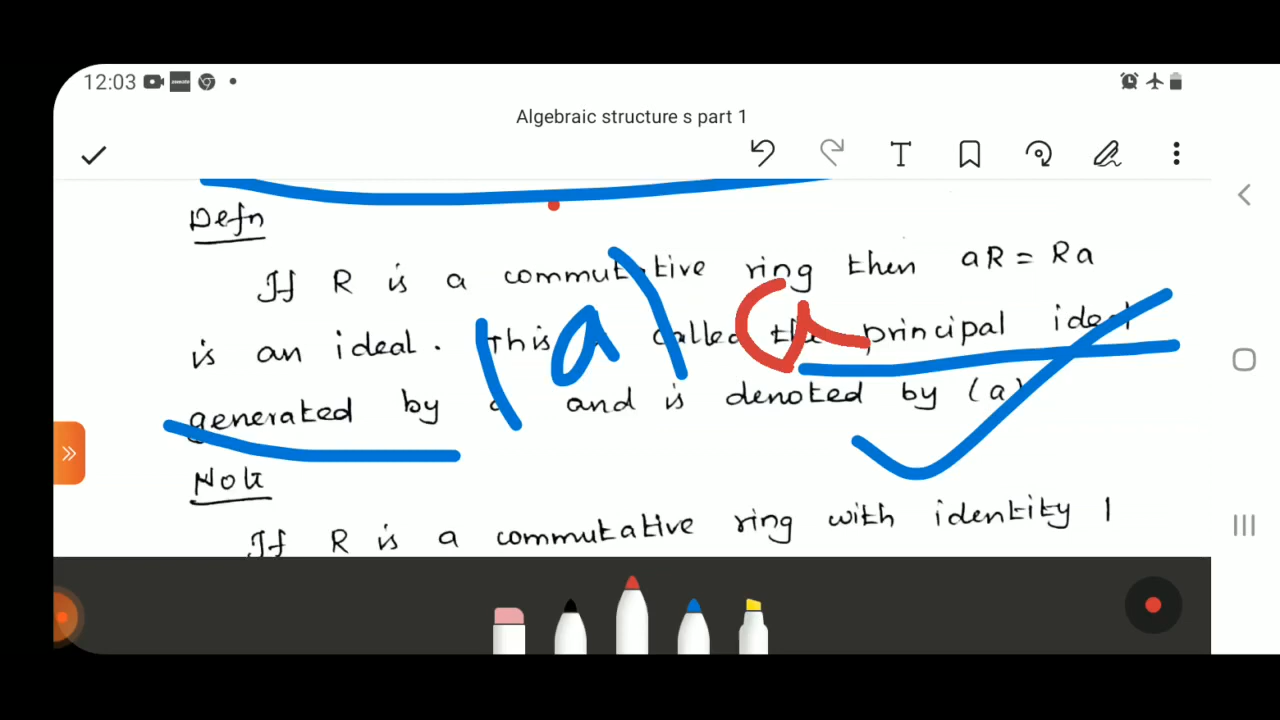 12:03
Algebraic structure s part 1
Defn
If R is a commutative ring then aR = Ra
is an ideal. This is called the principal ideal
generated by a and is denoted by (a)
(a)
a
Note
If R is a commutative ring with identity 1